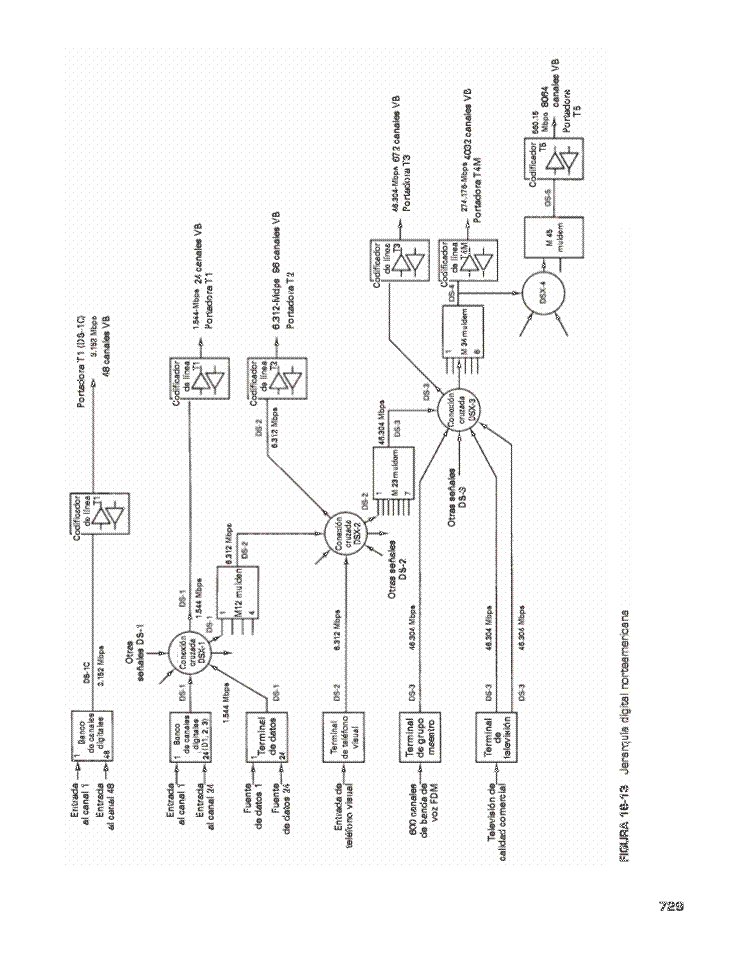 Portadora T1 (DS-1C)
3.152 Mbps
48 canales VB
Codificador
de línea
T1
DS-1C
3.152 Mbps
1 Banco
de canales
digitales
48
Entrada
al canal 1
Entrada
al canal 48
1.544-Mbps 24 canales VB
Portadora T1
Codificador
de línea
T1
DS-1
1.544 Mbps
Otras
señales DS-1
Conexión
cruzada
DSX-1
DS-1
1 Banco
de canales
digitales
24 (D1, 2, 3)
Entrada
al canal 1
Entrada
al canal 24
6.312-Mdps 96 canales VB
Portadora T2
Codificador
de línea
T2
DS-2
6.312 Mbps
6.312 Mbps
DS-2
1
M12 mulden
4
DS-1
1.544 Mbps
DS-1
1
Terminal
de datos
24
Fuente
de datos 1
Fuente
de datos 24
Conexión
cruzada
DSX-2
Otras señales
DS-2
6.312 Mbps
DS-2
Terminal
de teléfono
visual
Entrada de
teléfono visual
46.304-Mbps 672 canales VB
Portadora T3
Codificador
de línea
T3
DS-3
46.304 Mbps
DS-3
1
M 23 muldem
7
DS-2
46.304 Mbps
DS-3
Terminal
de grupo
maestro
600 canales
de banda de
voz FDM
274.176-Mbps 4032 canales VB
Portadora T4M
Codificador
de línea
T4M
DS-4
1
M 34 muldem
6
Conexión
cruzada
DSX-3
Otras señales
DS-3
46.304 Mbps
DS-3
46.304 Mbps
DS-3
Terminal
de
televisión
Televisión de
calidad comercial
560.16 8064
Mbps canales VB
Portadora
T5
Codificador
T5
DS-5
M 45
muldem
DSX-4
FIGURA 16-13 Jerarquía digital norteamericana
729